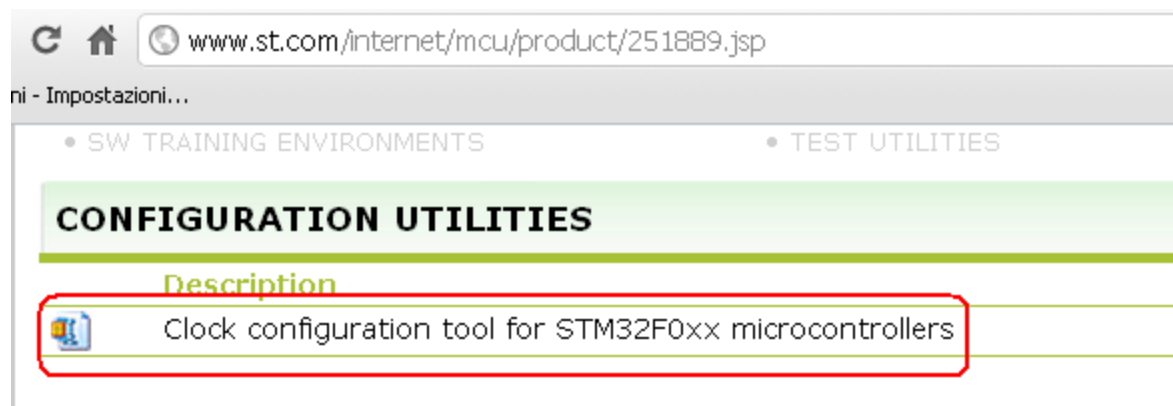 www.st.com/internet/mcu/product/251889.jsp
ni - Impostazioni...
• SW TRAINING ENVIRONMENTS • TEST UTILITIES
CONFIGURATION UTILITIES
Description
Clock configuration tool for STM32F0xx microcontrollers